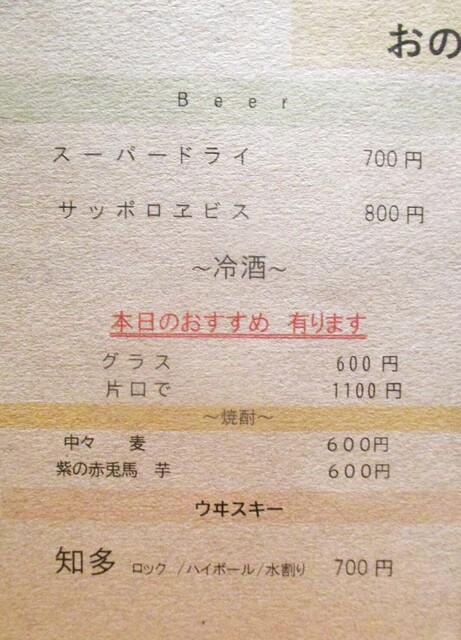 おの
Beer
スーパードライ 700円
サッポロヱビス 800円
～冷酒～
本日のおすすめ 有ります
グラス 600円
片口で 1100円
～焼酎～
中々 麦 600円
紫の赤兎馬 芋 600円
ウヰスキー
知多 ロック /ハイボール/水割り 700円